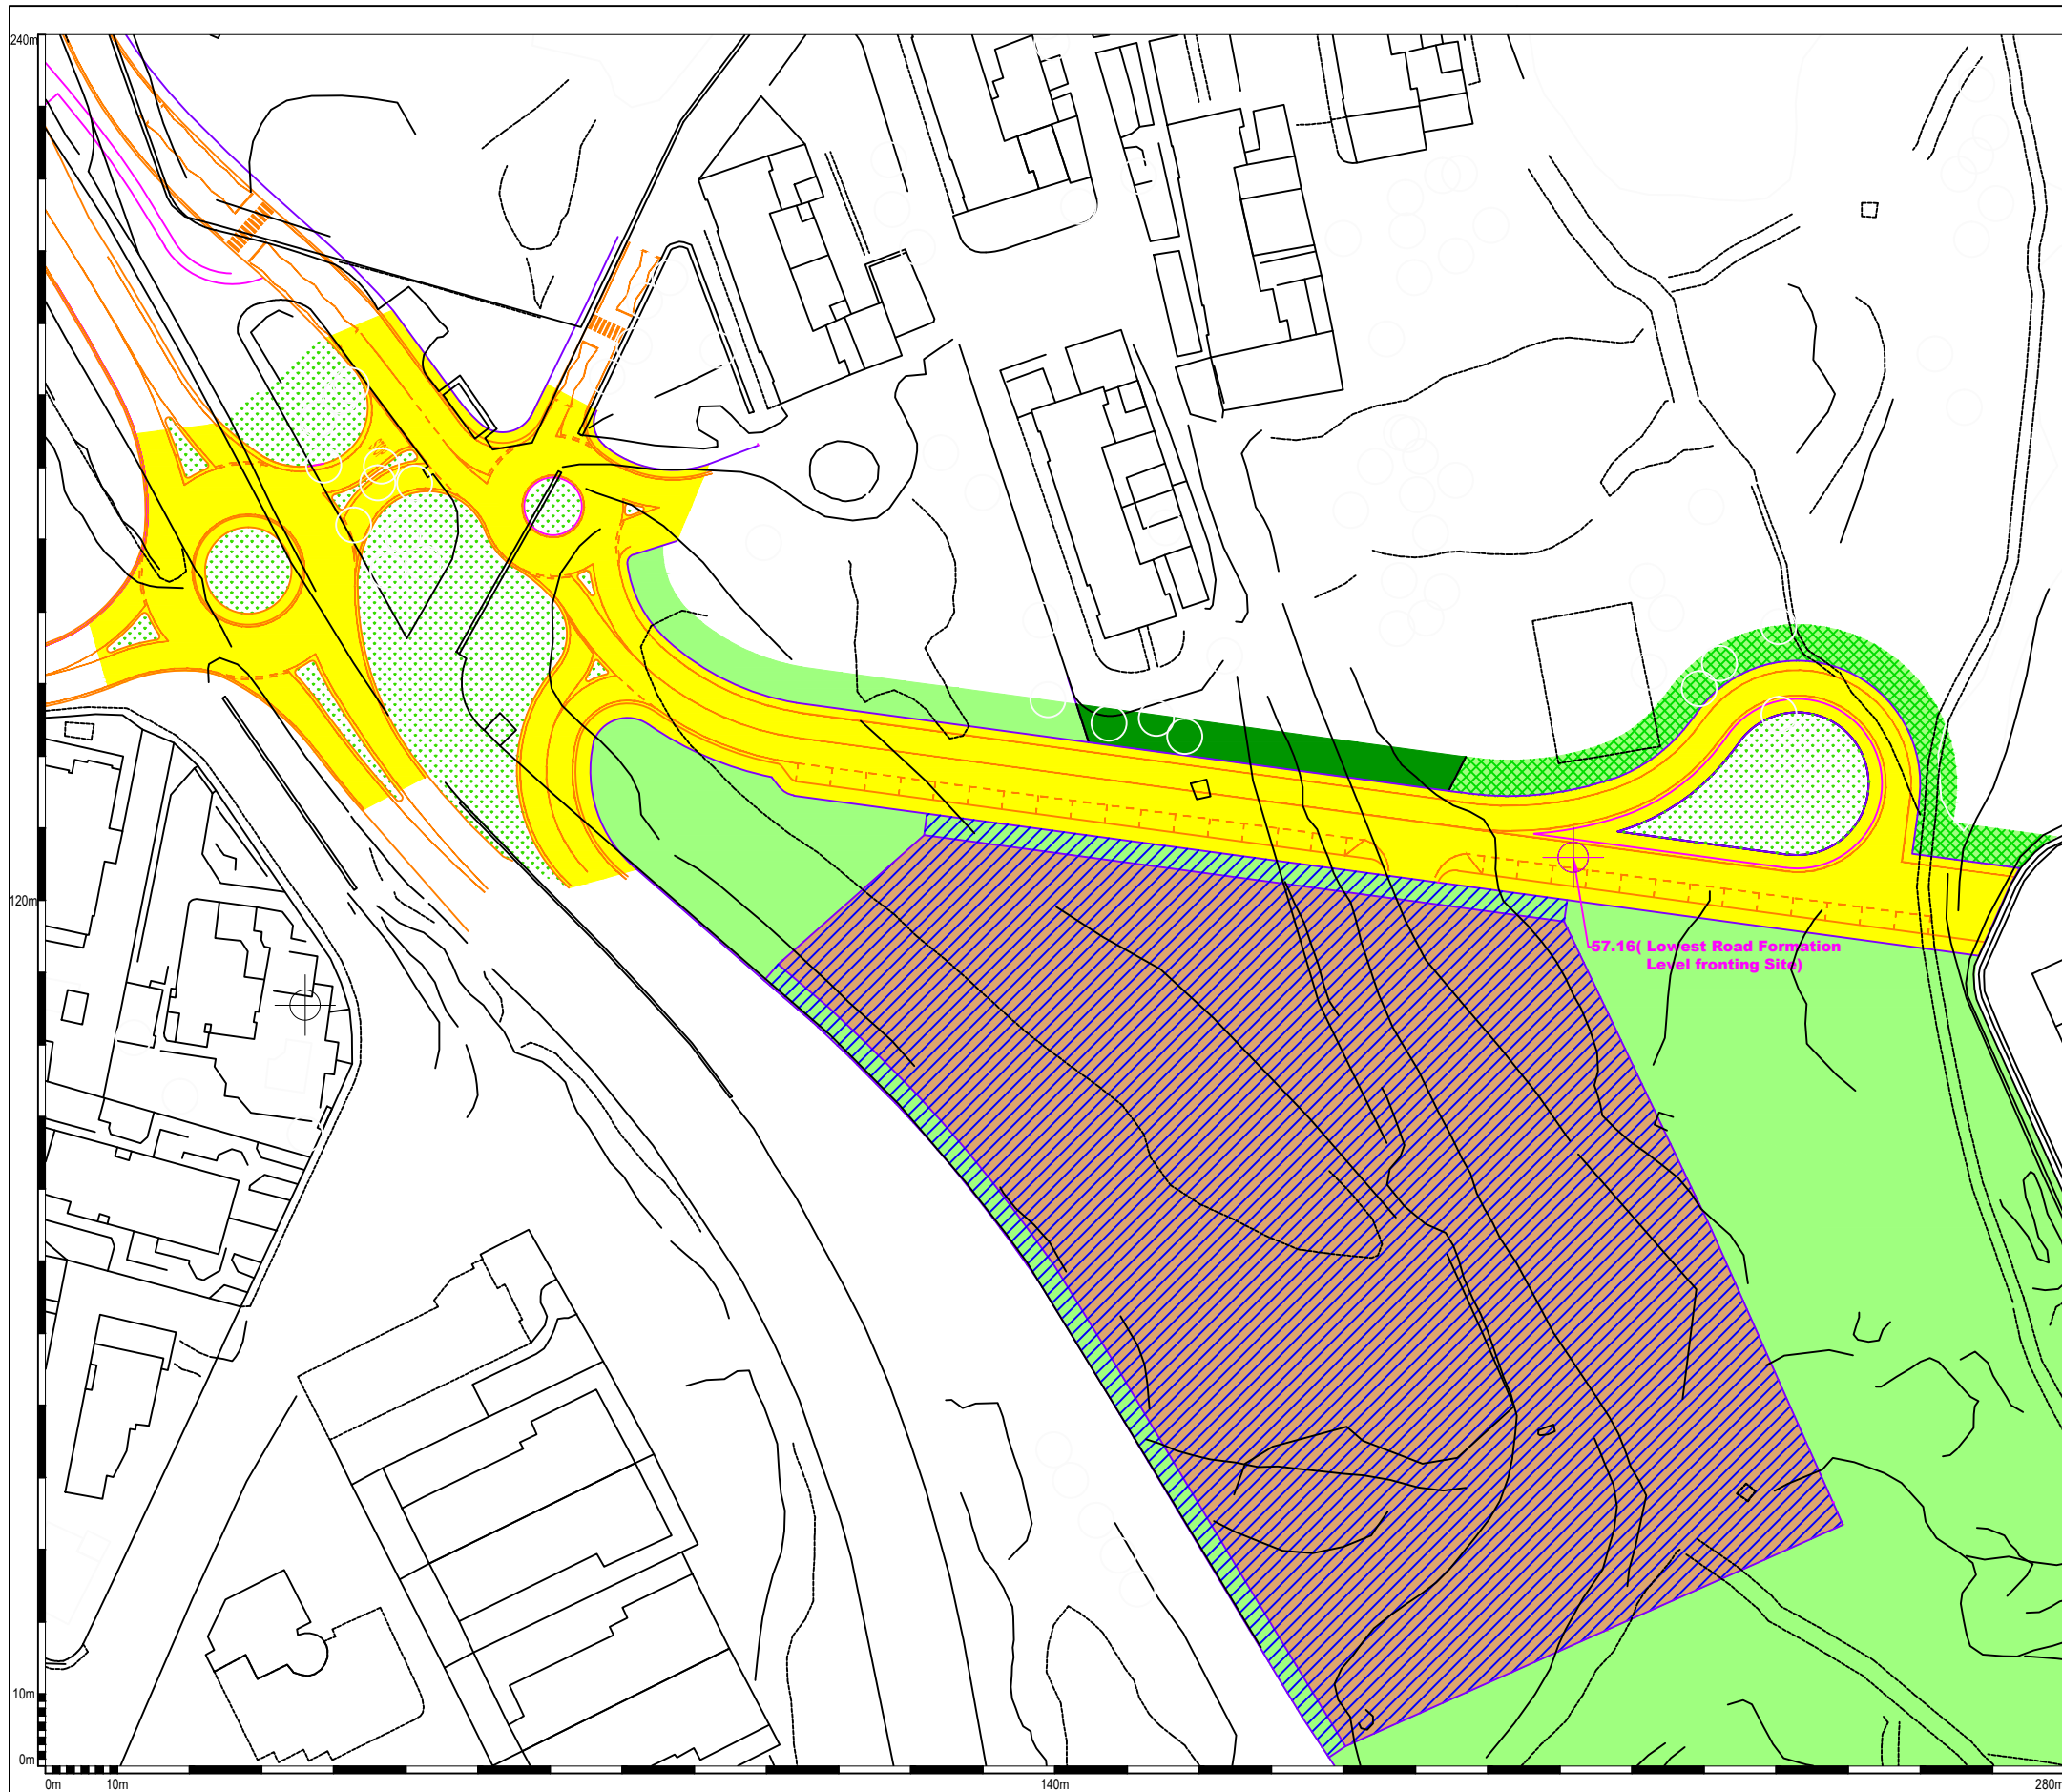 240m
57.16( Lowest Road Formation
Level fronting Site)
120m
10m
0m
0m 10m 140m 280m